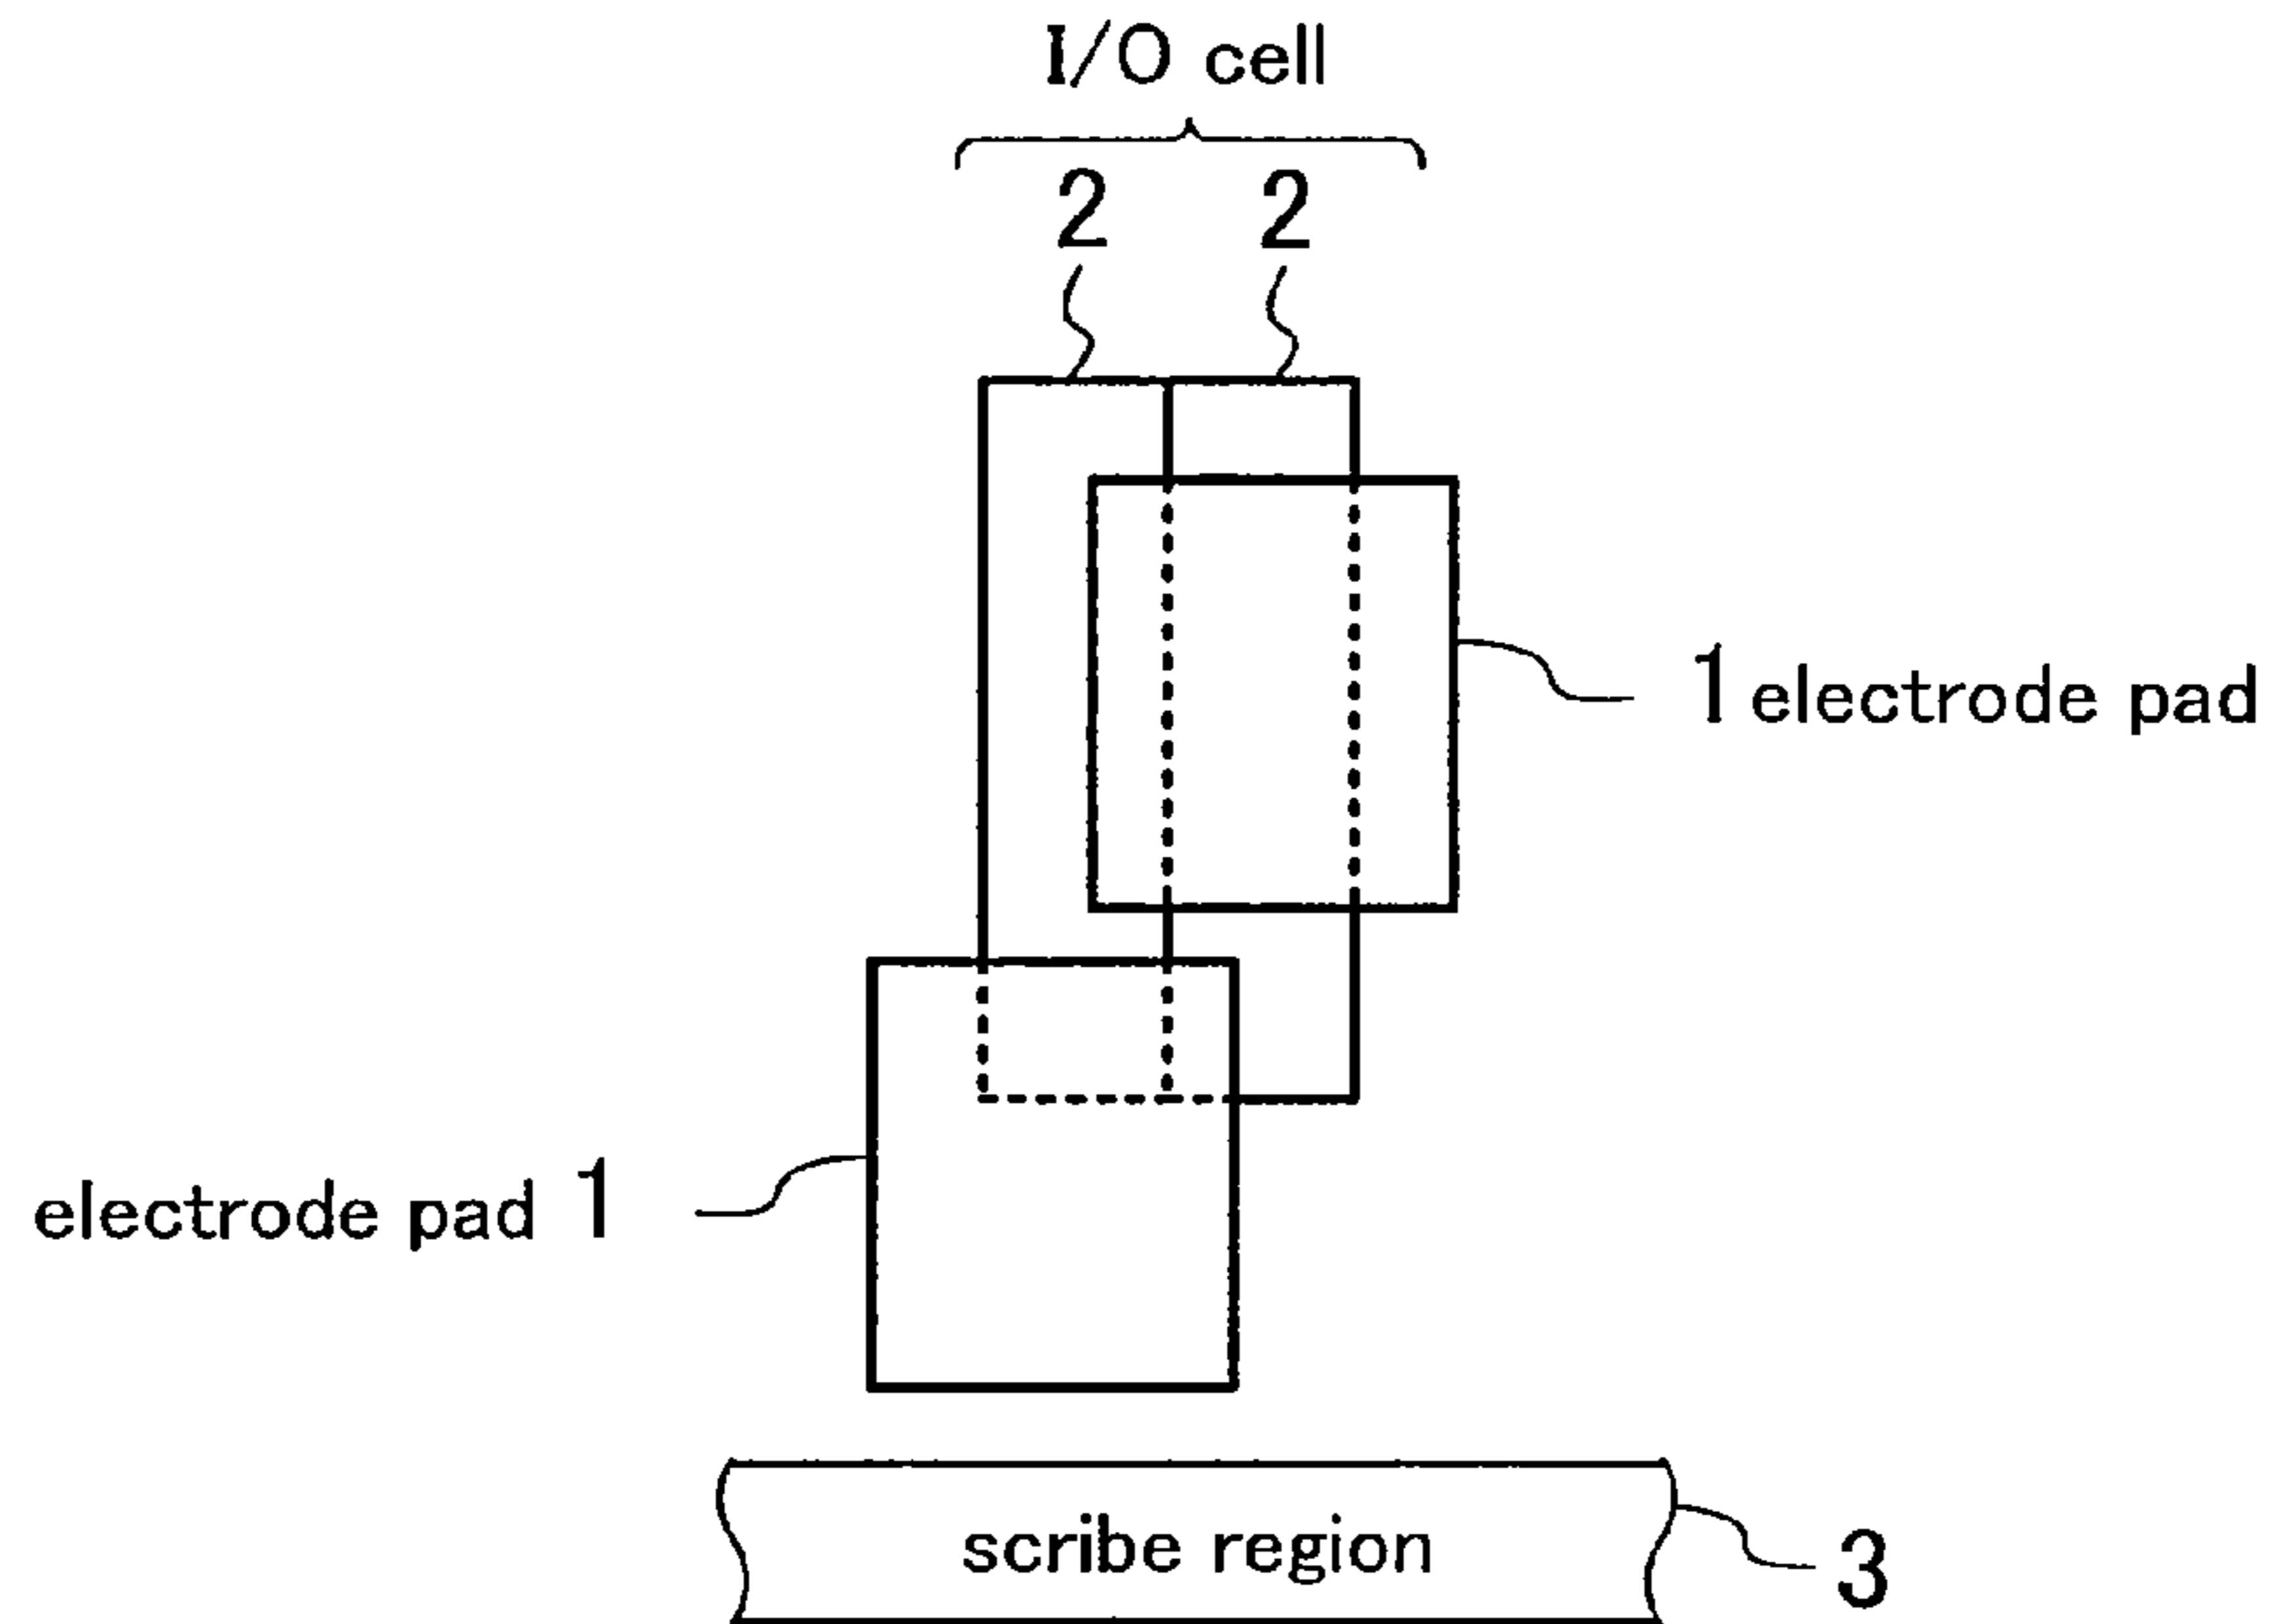 I/O cell
2 2
1 electrode pad
electrode pad 1
scribe region
3